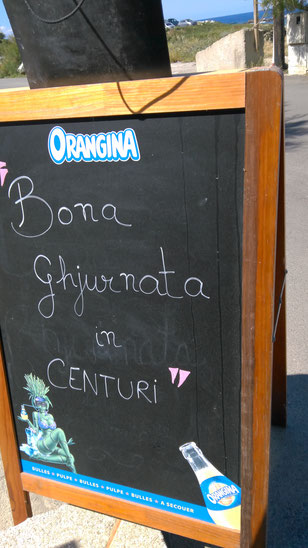 ORANGINA
"Bona
Ghjurnata
in
CENTURI"
BULLES + PULPE + BULLES + PULPE + BULLES + A SECOUER
ORANGINA